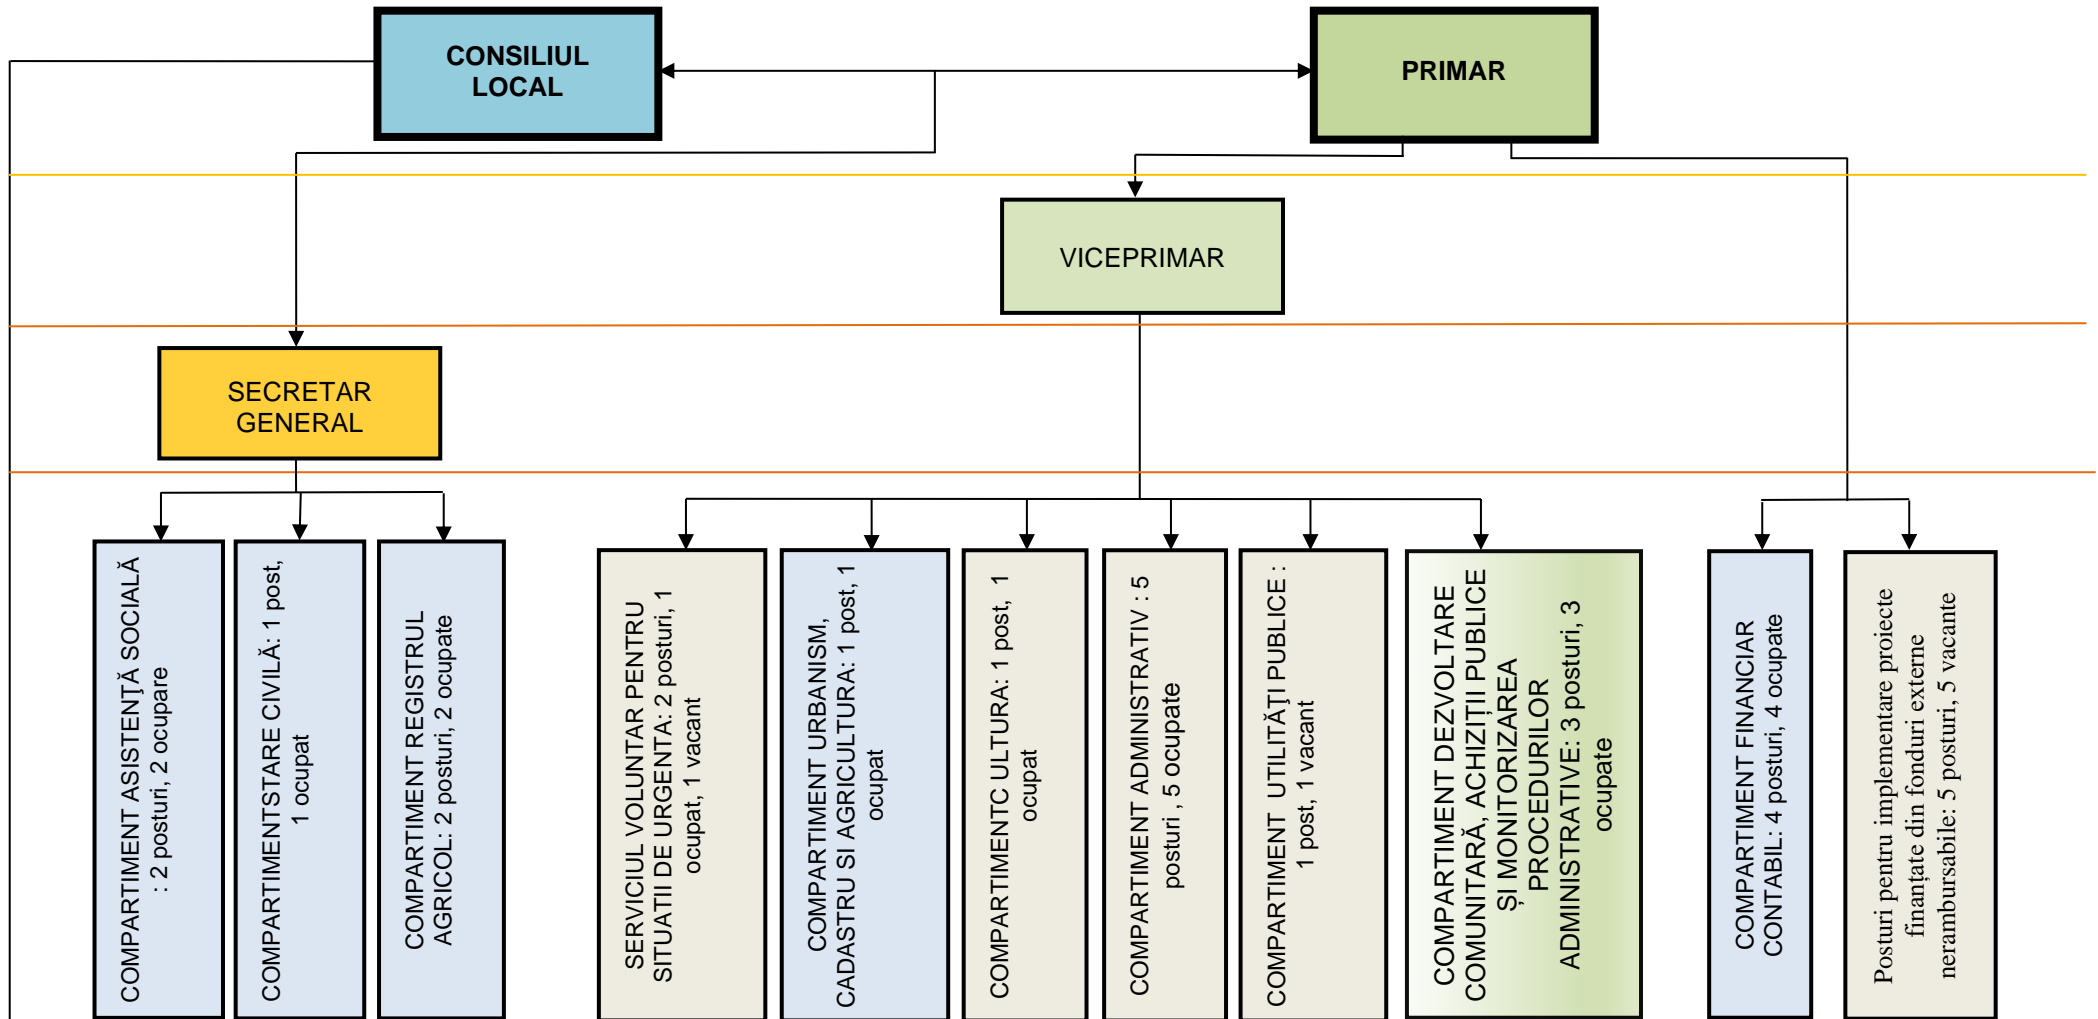 CONSILIUL
LOCAL
PRIMAR
VICEPRIMAR
SECRETAR
GENERAL
COMPARTIMENT ASISTENŢĂ SOCIALĂ
: 2 posturi, 2 ocupare
COMPARTIMENTSTARE CIVILĂ: 1 post,
1 ocupat
COMPARTIMENT REGISTRUL
AGRICOL: 2 posturi, 2 ocupate
SERVICIUL VOLUNTAR PENTRU
SITUATII DE URGENTA: 2 posturi, 1
ocupat, 1 vacant
COMPARTIMENT URBANISM,
CADASTRU SI AGRICULTURA: 1 post, 1
ocupat
COMPARTIMENTC ULTURA: 1 post, 1
ocupat
COMPARTIMENT ADMINISTRATIV : 5
posturi , 5 ocupate
COMPARTIMENT UTILITĂŢI PUBLICE :
1 post, 1 vacant
COMPARTIMENT DEZVOLTARE
COMUNITARĂ, ACHIZIȚII PUBLICE
ȘI MONITORIZAREA
PROCEDURILOR
ADMINISTRATIVE: 3 posturi, 3
ocupate
COMPARTIMENT FINANCIAR
CONTABIL: 4 posturi, 4 ocupate
Posturi pentru implementare proiecte
finanțate din fonduri externe
nerambursabile: 5 posturi, 5 vacante